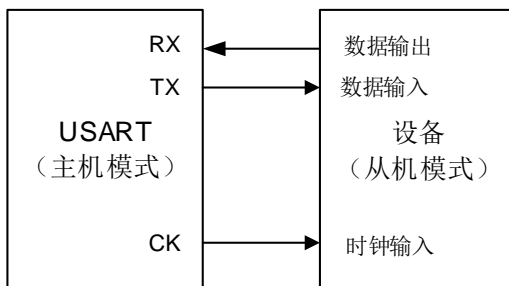 RX 数据输出
TX 数据输入
USART 设备
（主机模式） （从机模式）
CK 时钟输入